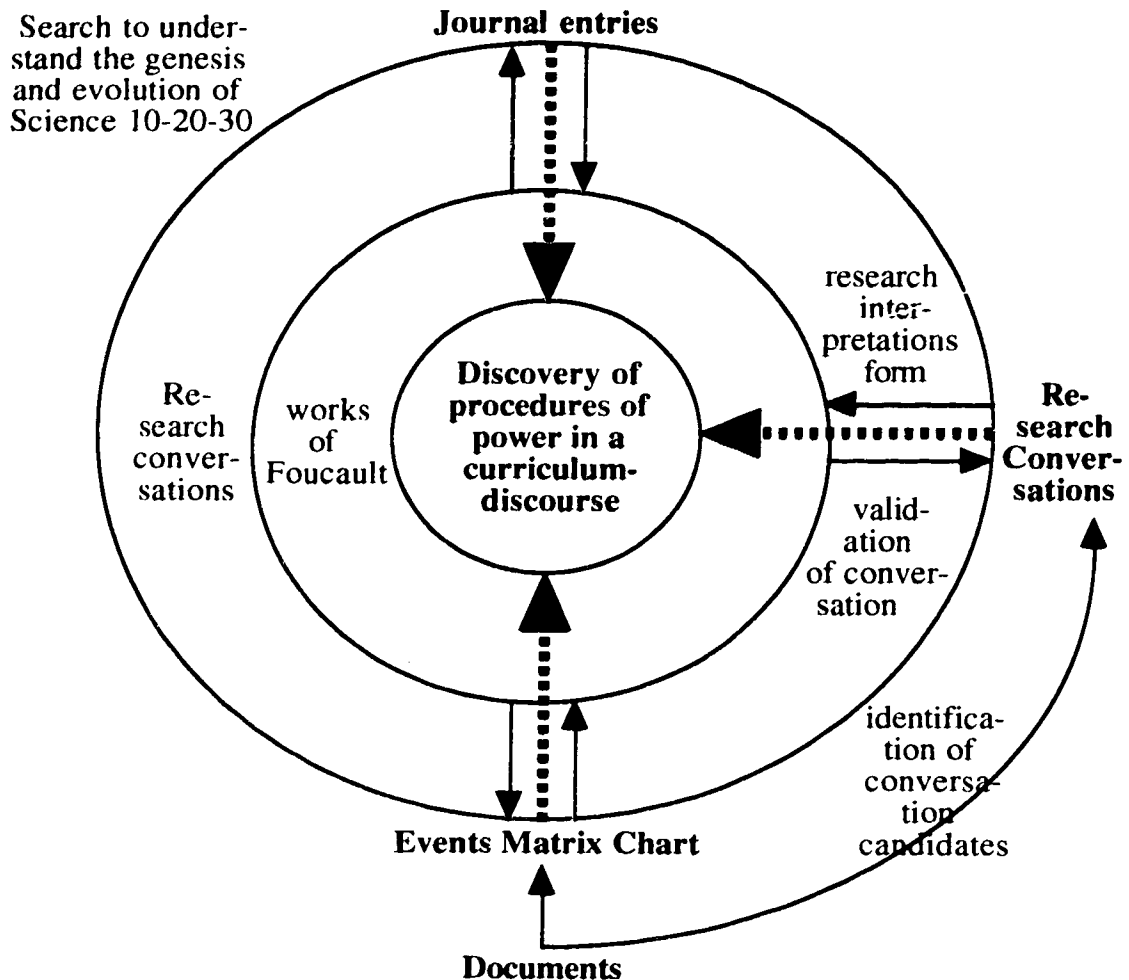 Search to under-
stand the genesis
and evolution of
Science 10-20-30
Journal entries
research
inter-
pretations
form
Re-
search
conver-
sations
works
of
Foucault
Discovery of
procedures of
power in a
curriculum-
discourse
Re-
search
Conver-
sations
valid-
ation
of conver-
sation
identifica-
tion of
conversa-
tion
candidates
Events Matrix Chart
Documents